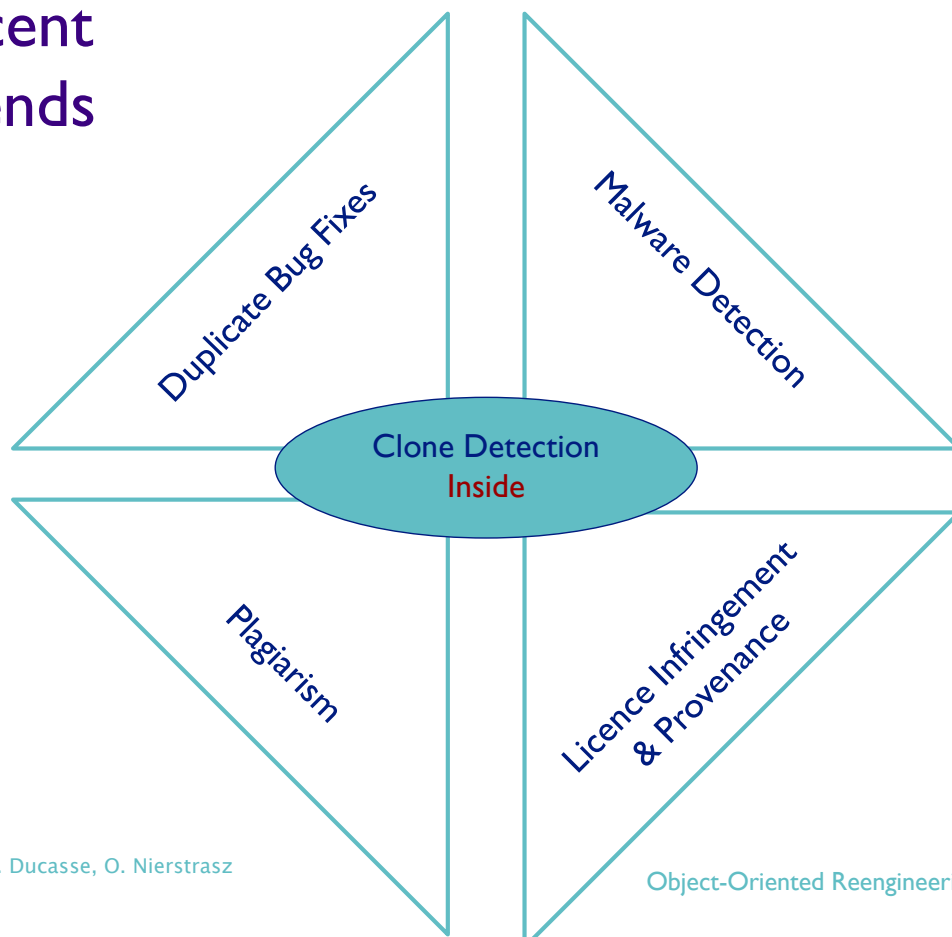 cent
ends
Duplicate Bug Fixes
Malware Detection
Clone Detection
Inside
Plagiarism
Licence Infringement
& Provenance
. Ducasse, O. Nierstrasz
Object-Oriented Reengineer